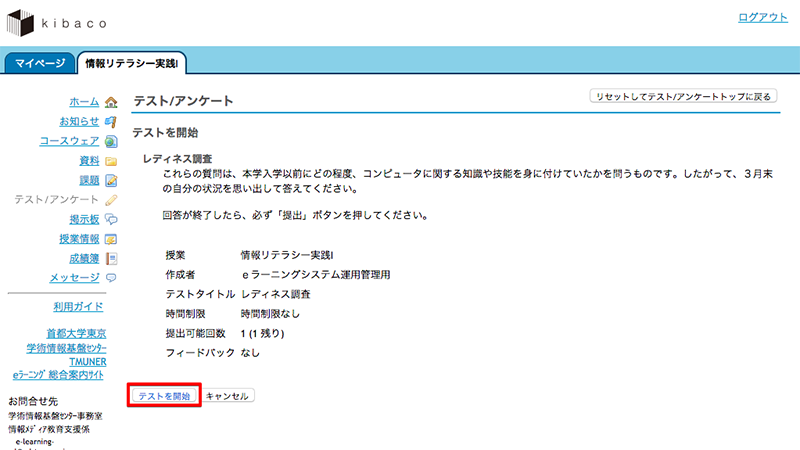 kibaco
ログアウト
マイページ
情報リテラシー実践I
ホーム
お知らせ
コースウェア
資料
課題
テスト/アンケート
掲示板
授業情報
成績簿
メッセージ
利用ガイド
首都大学東京
学術情報基盤センター
TMUNER
eラーニング総合案内サイト
お問合せ先
学術情報基盤センター事務室
情報メディア教育支援係
e-learning-
テスト/アンケート
リセットしてテスト/アンケートトップに戻る
テストを開始
レディネス調査
これらの質問は、本学入学以前にどの程度、コンピュータに関する知識や技能を身に付けていたかを問うものです。したがって、３月末
の自分の状況を思い出して答えてください。
回答が終了したら、必ず「提出」ボタンを押してください。
授業 情報リテラシー実践I
作成者 ｅラーニングシステム運用管理用
テストタイトル レディネス調査
時間制限 時間制限なし
提出可能回数 1 (1 残り)
フィードバック なし
テストを開始 キャンセル